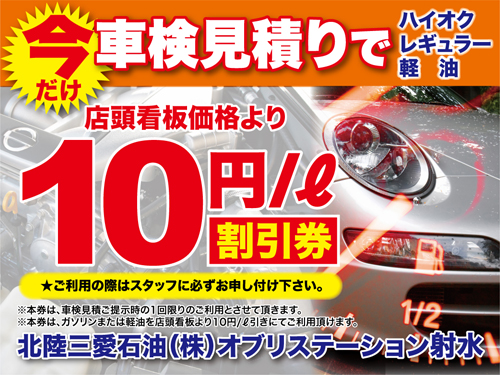 今だけ
車検見積りで
ハイオク
レギュラー
軽　油
店頭看板価格より
10円/ℓ
割引券
★ご利用の際はスタッフに必ずお申し付け下さい。
※本券は、車検見積ご提示時の1回限りのご利用とさせて頂きます。
※本券は、ガソリンまたは軽油を店頭看板より10円/ℓ引きにてご利用頂けます。
北陸三愛石油(株)オブリステーション射水
1/2